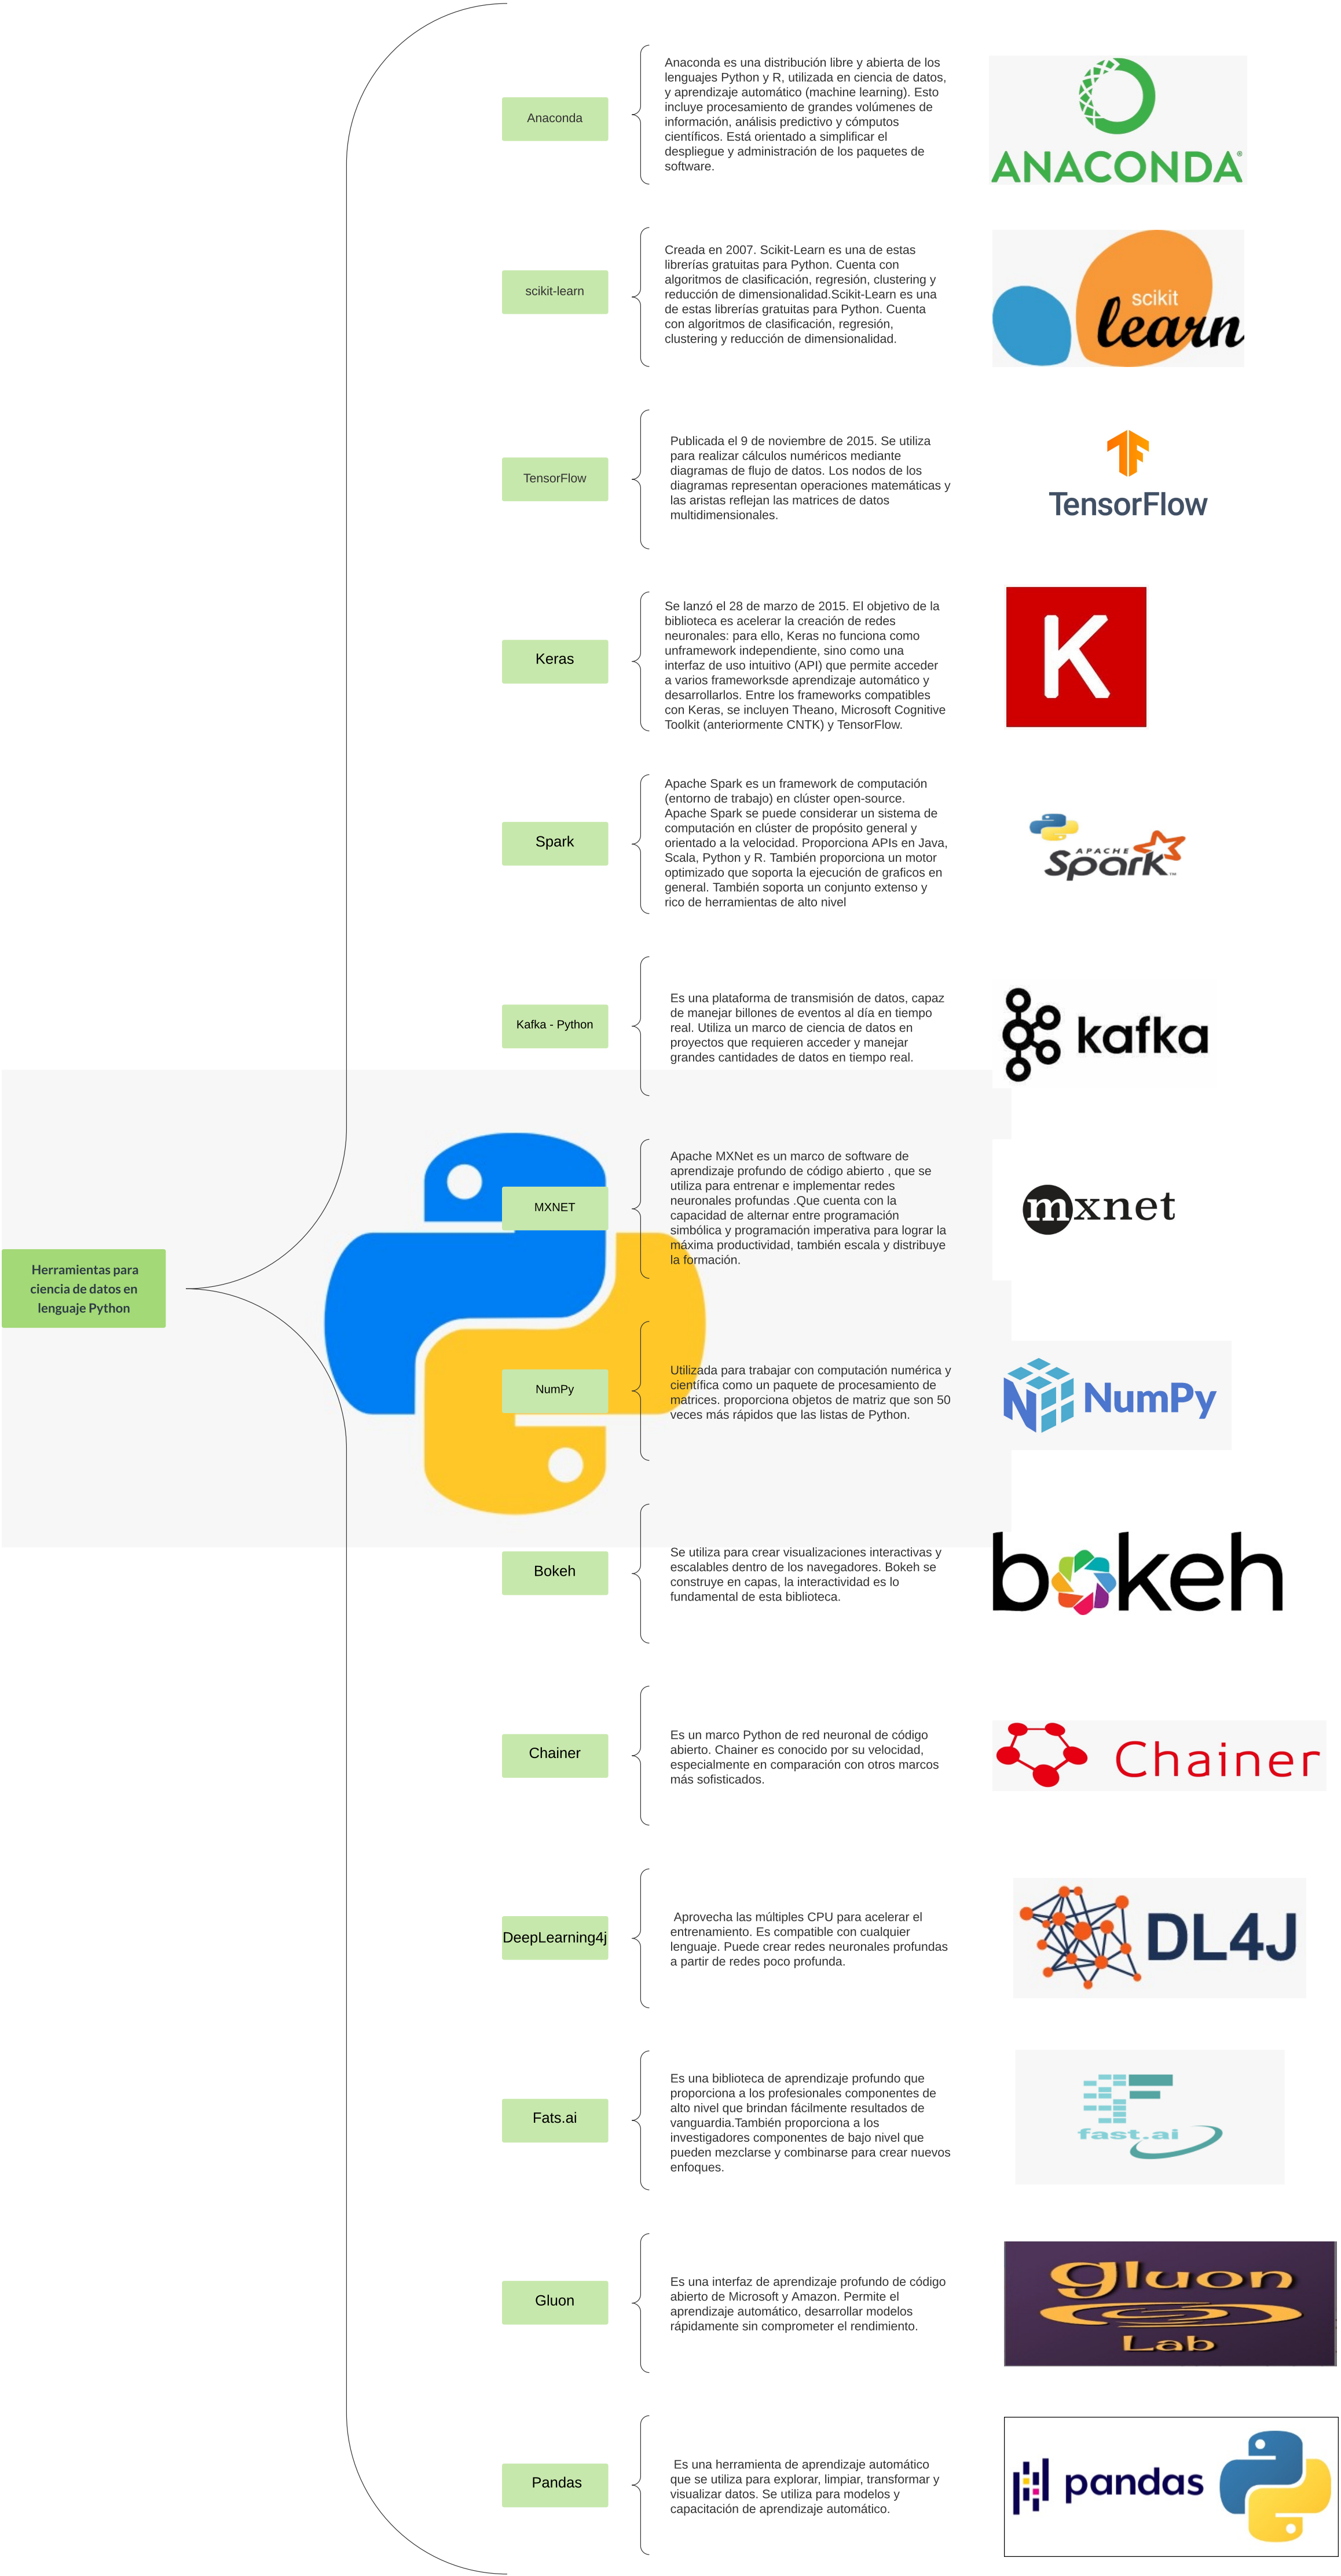 Herramientas para
ciencia de datos en
lenguaje Python
Anaconda
Anaconda es una distribución libre y abierta de los
lenguajes Python y R, utilizada en ciencia de datos,
y aprendizaje automático (machine learning). Esto
incluye procesamiento de grandes volúmenes de
información, análisis predictivo y cómputos
científicos. Está orientado a simplificar el
despliegue y administración de los paquetes de
software.
ANACONDA®
scikit-learn
Creada en 2007. Scikit-Learn es una de estas
librerías gratuitas para Python. Cuenta con
algoritmos de clasificación, regresión, clustering y
reducción de dimensionalidad.Scikit-Learn es una
de estas librerías gratuitas para Python. Cuenta
con algoritmos de clasificación, regresión,
clustering y reducción de dimensionalidad.
scikit
learn
TensorFlow
Publicada el 9 de noviembre de 2015. Se utiliza
para realizar cálculos numéricos mediante
diagramas de flujo de datos. Los nodos de los
diagramas representan operaciones matemáticas y
las aristas reflejan las matrices de datos
multidimensionales.
TensorFlow
Keras
Se lanzó el 28 de marzo de 2015. El objetivo de la
biblioteca es acelerar la creación de redes
neuronales: para ello, Keras no funciona como
unframework independiente, sino como una
interfaz de uso intuitivo (API) que permite acceder
a varios frameworksde aprendizaje automático y
desarrollarlos. Entre los frameworks compatibles
con Keras, se incluyen Theano, Microsoft Cognitive
Toolkit (anteriormente CNTK) y TensorFlow.
K
Spark
Apache Spark es un framework de computación
(entorno de trabajo) en clúster open-source.
Apache Spark se puede considerar un sistema de
computación en clúster de propósito general y
orientado a la velocidad. Proporciona APIs en Java,
Scala, Python y R. También proporciona un motor
optimizado que soporta la ejecución de graficos en
general. También soporta un conjunto extenso y
rico de herramientas de alto nivel
APACHE
Spark™
Kafka - Python
Es una plataforma de transmisión de datos, capaz
de manejar billones de eventos al día en tiempo
real. Utiliza un marco de ciencia de datos en
proyectos que requieren acceder y manejar
grandes cantidades de datos en tiempo real.
kafka
MXNET
Apache MXNet es un marco de software de
aprendizaje profundo de código abierto , que se
utiliza para entrenar e implementar redes
neuronales profundas .Que cuenta con la
capacidad de alternar entre programación
simbólica y programación imperativa para lograr la
máxima productividad, también escala y distribuye
la formación.
mxnet
NumPy
Utilizada para trabajar con computación numérica y
científica como un paquete de procesamiento de
matrices. proporciona objetos de matriz que son 50
veces más rápidos que las listas de Python.
NumPy
Bokeh
Se utiliza para crear visualizaciones interactivas y
escalables dentro de los navegadores. Bokeh se
construye en capas, la interactividad es lo
fundamental de esta biblioteca.
bokeh
Chainer
Es un marco Python de red neuronal de código
abierto. Chainer es conocido por su velocidad,
especialmente en comparación con otros marcos
más sofisticados.
Chainer
DeepLearning4j
Aprovecha las múltiples CPU para acelerar el
entrenamiento. Es compatible con cualquier
lenguaje. Puede crear redes neuronales profundas
a partir de redes poco profunda.
DL4J
Fats.ai
Es una biblioteca de aprendizaje profundo que
proporciona a los profesionales componentes de
alto nivel que brindan fácilmente resultados de
vanguardia.También proporciona a los
investigadores componentes de bajo nivel que
pueden mezclarse y combinarse para crear nuevos
enfoques.
fast.ai
Gluon
Es una interfaz de aprendizaje profundo de código
abierto de Microsoft y Amazon. Permite el
aprendizaje automático, desarrollar modelos
rápidamente sin comprometer el rendimiento.
gluon
Lab
Pandas
Es una herramienta de aprendizaje automático
que se utiliza para explorar, limpiar, transformar y
visualizar datos. Se utiliza para modelos y
capacitación de aprendizaje automático.
pandas